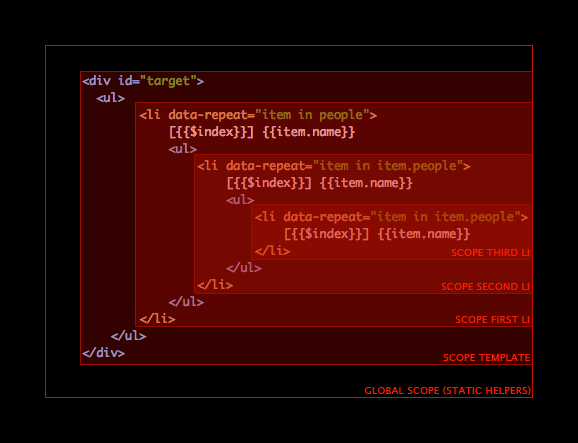 <div id="target">
<ul>
<li data-repeat="item in people">
[{{$index}}] {{item.name}}
<ul>
<li data-repeat="item in item.people">
[{{$index}}] {{item.name}}
<ul>
<li data-repeat="item in item.people">
[{{$index}}] {{item.name}}
</li>
SCOPE THIRD LI
</ul>
</li>
SCOPE SECOND LI
</ul>
</li>
SCOPE FIRST LI
</ul>
</div>
SCOPE TEMPLATE
GLOBAL SCOPE (STATIC HELPERS)